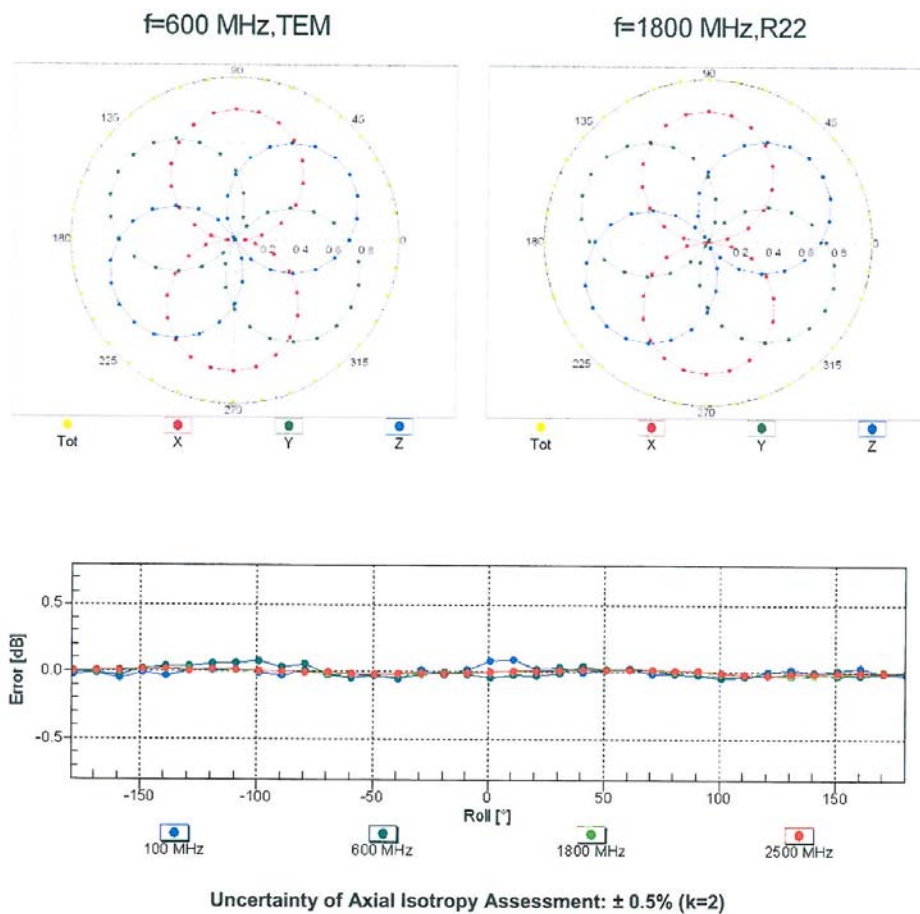 f=600 MHz,TEM
f=1800 MHz,R22
90
135
45
180
0.2 0.4 0.6 0.8
0
225
315
270
Tot X Y Z
90
135
45
180
0.2 0.4 0.6 0.8
0
225
315
270
Tot X Y Z
Error [dB]
0.5
0.0
-0.5
-150 -100 -50 0 50 100 150
Roll [°]
100 MHz 600 MHz 1800 MHz 2500 MHz
Uncertainty of Axial Isotropy Assessment: ± 0.5% (k=2)